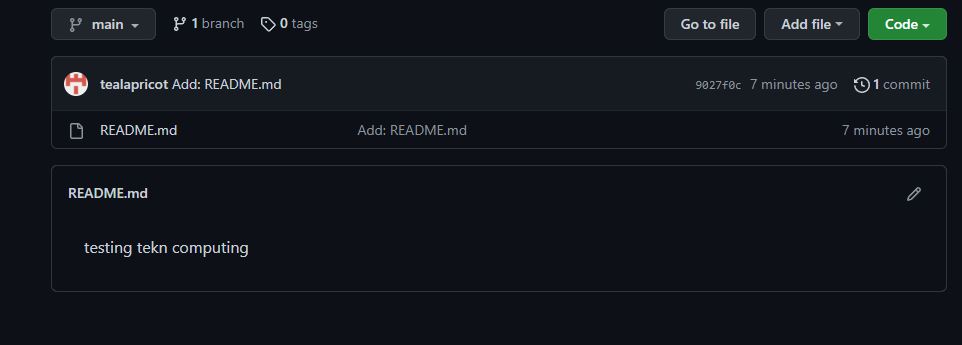 main 1 branch 0 tags Go to file Add file Code
tealapricot Add: README.md 9027f0c 7 minutes ago 1 commit
README.md Add: README.md 7 minutes ago
README.md
testing tekn computing